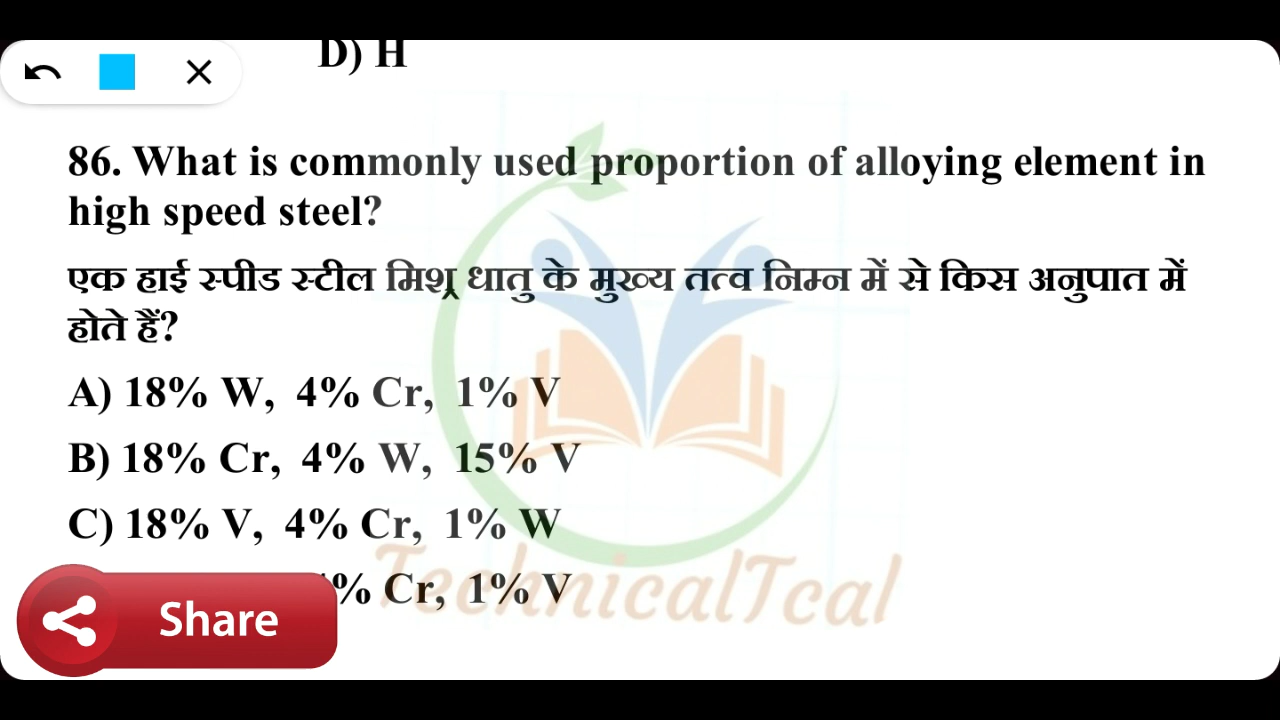 D) H
86. What is commonly used proportion of alloying element in
high speed steel?
एक हाई स्पीड स्टील मिश्र् धातु के मुख्य तत्व निम्न में से किस अनुपात में
होते हैं?
A) 18% W, 4% Cr, 1% V
B) 18% Cr, 4% W, 15% V
C) 18% V, 4% Cr, 1% W
% Cr, 1% V
Share
TechnicalTcal